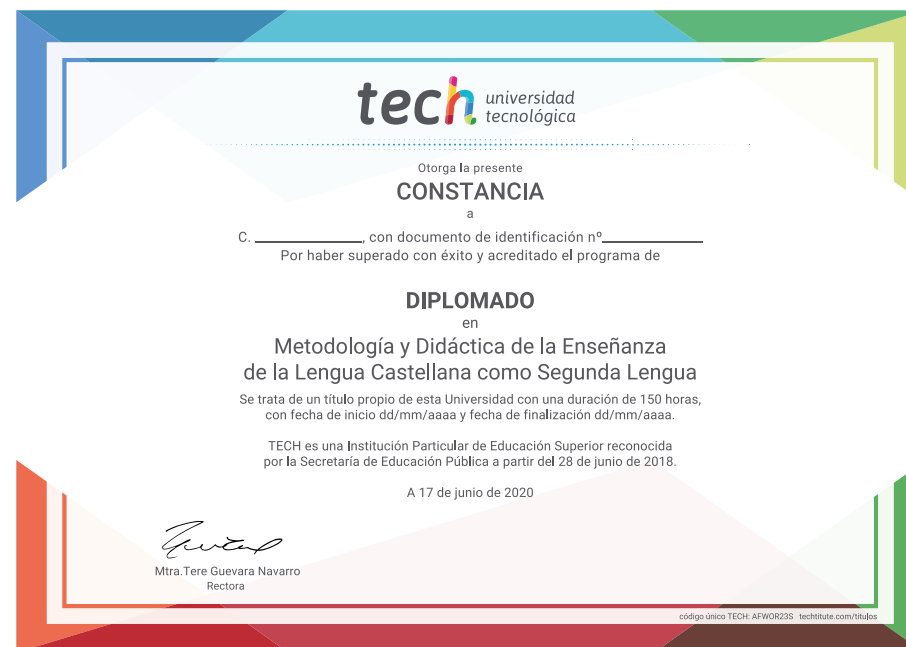 tech universidad
tecnológica
Otorga la presente
CONSTANCIA
a
C. ____________, con documento de identificación nº____________
Por haber superado con éxito y acreditado el programa de
DIPLOMADO
en
Metodología y Didáctica de la Enseñanza
de la Lengua Castellana como Segunda Lengua
Se trata de un título propio de esta Universidad con una duración de 150 horas,
con fecha de inicio dd/mm/aaaa y fecha de finalización dd/mm/aaaa.
TECH es una Institución Particular de Educación Superior reconocida
por la Secretaría de Educación Pública a partir del 28 de junio de 2018.
A 17 de junio de 2020
Mtra.Tere Guevara Navarro
Rectora
código único TECH: AFWOR23S techtitute.com/titulos